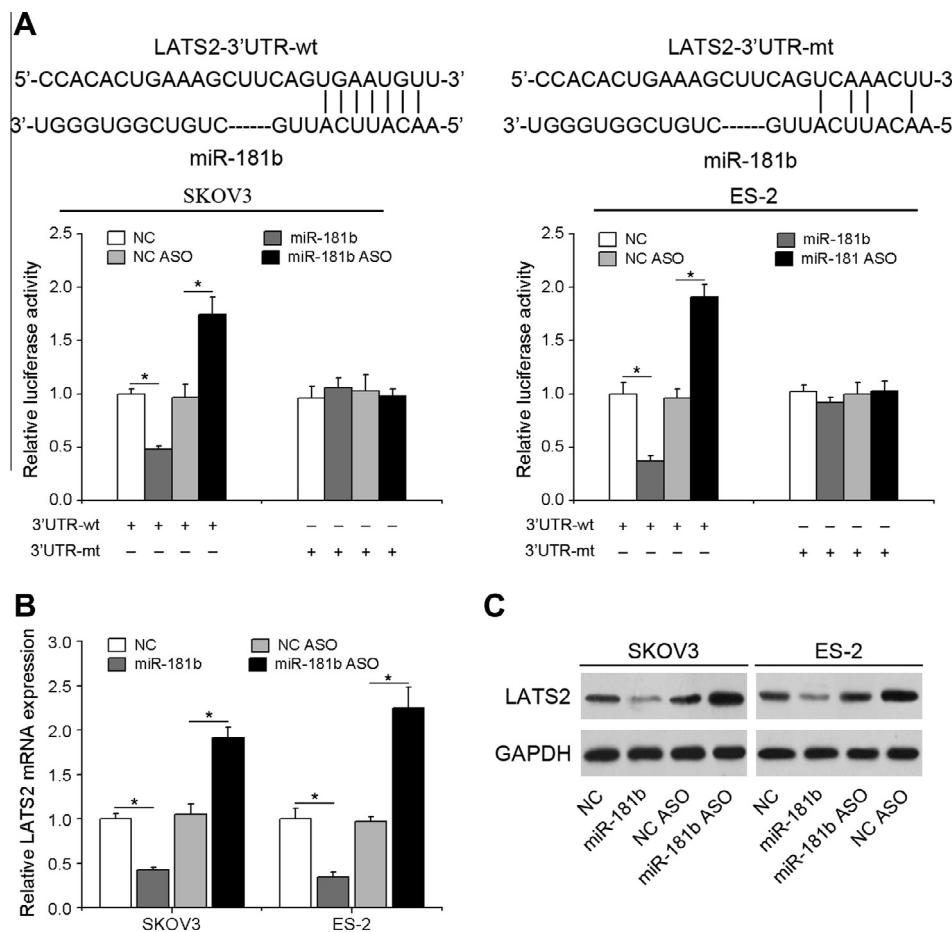 A
LATS2-3'UTR-wt
5'-CCACACUGAAAGCUUCAGUGAAUGUU-3'
3'-UGGGUGGCUGUC------GUUACUUACAA-5'
miR-181b
LATS2-3'UTR-mt
5'-CCACACUGAAAGCUUCAGUCAAACUU-3
3'-UGGGUGGCUGUC------GUUACUUACAA-5
miR-181b
SKOV3
NC
miR-181b
NC ASO
miR-181b ASO
Relative luciferase activity
2.5
2.0
1.5
1.0
0.5
0.0
*
*
3'UTR-wt + + + + – – – –
3'UTR-mt – – – – + + + +
ES-2
NC
miR-181b
NC ASO
miR-181 ASO
Relative luciferase activity
2.5
2.0
1.5
1.0
0.5
0.0
*
*
3'UTR-wt + + + + – – – –
3'UTR-mt – – – – + + + +
B
NC
NC ASO
miR-181b
miR-181b ASO
Relative LATS2 mRNA expression
3.0
2.5
2.0
1.5
1.0
0.5
0
*
*
*
*
SKOV3
ES-2
C
SKOV3
ES-2
LATS2
GAPDH
NC
miR-181b
NC ASO
miR-181b ASO
NC
miR-181b
miR-181b ASO
NC ASO